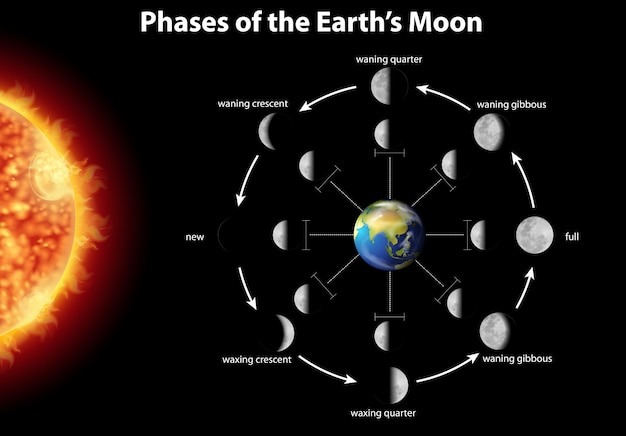 Phases of the Earth's Moon
waning quarter
waning crescent
waning gibbous
new
full
waxing crescent
waning gibbous
waxing quarter